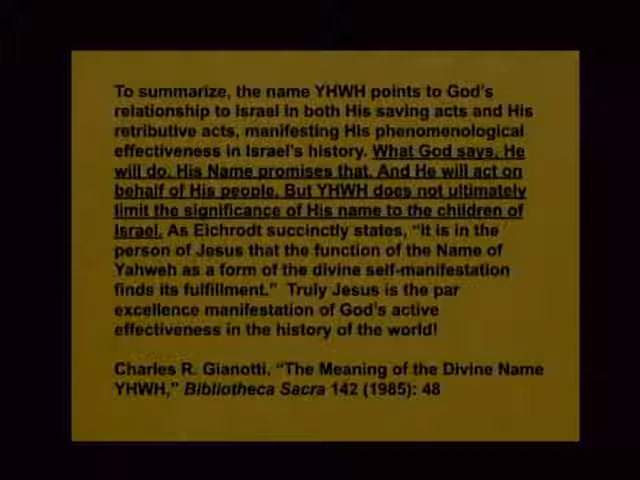 To summarize, the name YHWH points to God's
relationship to Israel in both His saving acts and His
retributive acts, manifesting His phenomenological
effectiveness in Israel's history. What God says, He
will do. His Name promises that. And He will act on
behalf of His people. But YHWH does not ultimately
limit the significance of His name to the children of
Israel. As Eichrodt succinctly states, "It is in the
person of Jesus that the function of the Name of
Yahweh as a form of the divine self-manifestation
finds its fulfillment." Truly Jesus is the par
excellence manifestation of God's active
effectiveness in the history of the world!
Charles R. Gianotti, "The Meaning of the Divine Name
YHWH," Bibliotheca Sacra 142 (1985): 48